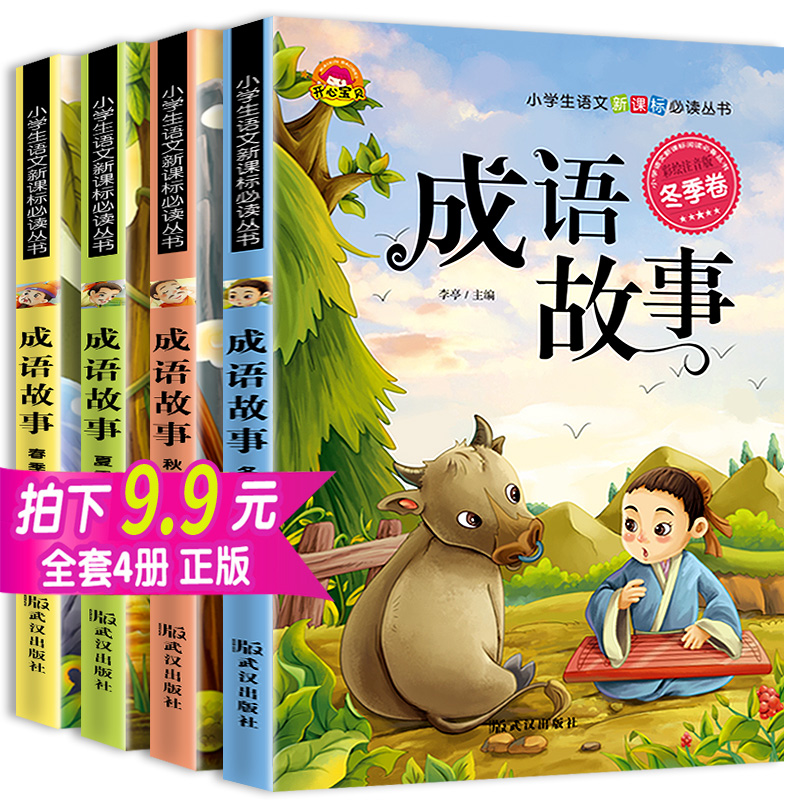 小学生语文新课标必读丛书
成语故事
春季
武汉出版社
小学生语文新课标必读丛书
成语故事
夏
武汉出版社
小学生语文新课标必读丛书
成语故事
秋
武汉出版社
小学生语文新课标必读丛书
成语故事
武汉出版社
开心宝贝
小学生语文新课标必读丛书
彩绘注音版
冬季卷
成语
故事
李亭/主编
武汉出版社
拍下9.9元
全套4册 正版